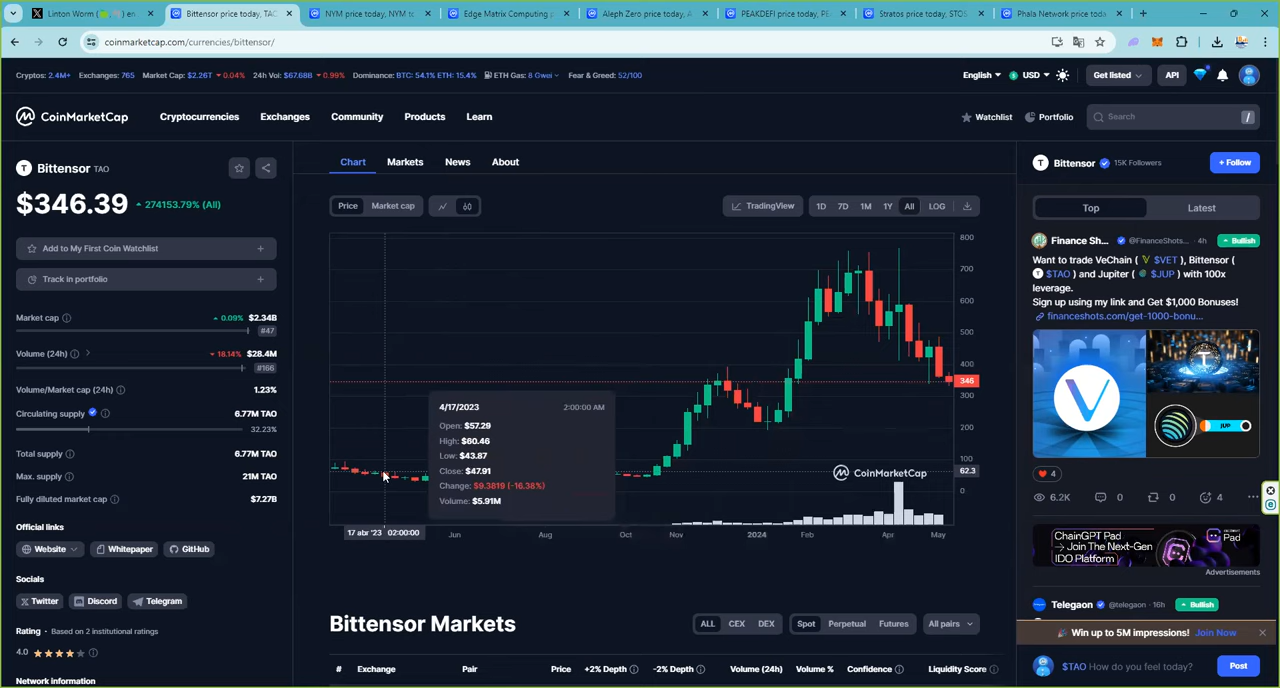 Linton Worm ( ) en
Bittensor price today, TAO
NYM price today, NYM to
Edge Matrix Computing p
Aleph Zero price today, A
PEAKDEFI price today, PE
Stratos price today, STOS
Phala Network price toda
coinmarketcap.com/currencies/bittensor/
Cryptos: 2.4M+ Exchanges: 765 Market Cap: $2.26T 0.04% 24h Vol: $67.68B 0.99% Dominance: BTC: 54.1% ETH: 15.4% ETH Gas: 8 Gwei Fear & Greed: 52/100
English USD Get listed API
CoinMarketCap Cryptocurrencies Exchanges Community Products Learn
Watchlist Portfolio Search /
Bittensor TAO
$346.39 274153.79% (All)
Add to My First Coin Watchlist +
Track in portfolio +
Market cap 0.09% $2.34B
#47
Volume (24h) 18.14% $28.4M
#166
Volume/Market cap (24h) 1.23%
Circulating supply 6.77M TAO
32.23%
Total supply 6.77M TAO
Max. supply 21M TAO
Fully diluted market cap $7.27B
Official links
Website Whitepaper GitHub
Socials
Twitter Discord Telegram
Rating · Based on 2 institutional ratings
4.0
Network information
Chart Markets News About
Price Market cap
TradingView 1D 7D 1M 1Y All LOG
800
700
600
500
400
346
300
200
100
62.3
0
4/17/2023 2:00:00 AM
Open: $57.29
High: $60.46
Low: $43.87
Close: $47.91
Change: $9.3819 (-16.38%)
Volume: $5.91M
CoinMarketCap
17 abr '23 02:00:00 Jun Aug Oct Nov 2024 Feb Apr May
Bittensor Markets
ALL CEX DEX Spot Perpetual Futures All pairs
# Exchange Pair Price +2% Depth -2% Depth Volume (24h) Volume % Confidence Liquidity Score
Bittensor 15K Followers + Follow
Top Latest
Finance Sh... @FinanceShots... · 4h Bullish
Want to trade VeChain ( $VET ), Bittensor (
$TAO ) and Jupiter ( $JUP ) with 100x
leverage.
Sign up using my link and Get $1,000 Bonuses!
financeshots.com/get-1000-bonu...
JUP
4
6.2K 0 0 4
ChainGPT Pad
→ Join The Next-Gen
IDO Platform
Pad
Advertisements
Telegaon @telegaon · 16h Bullish
Win up to 5M impressions! Join Now
$TAO How do you feel today? Post